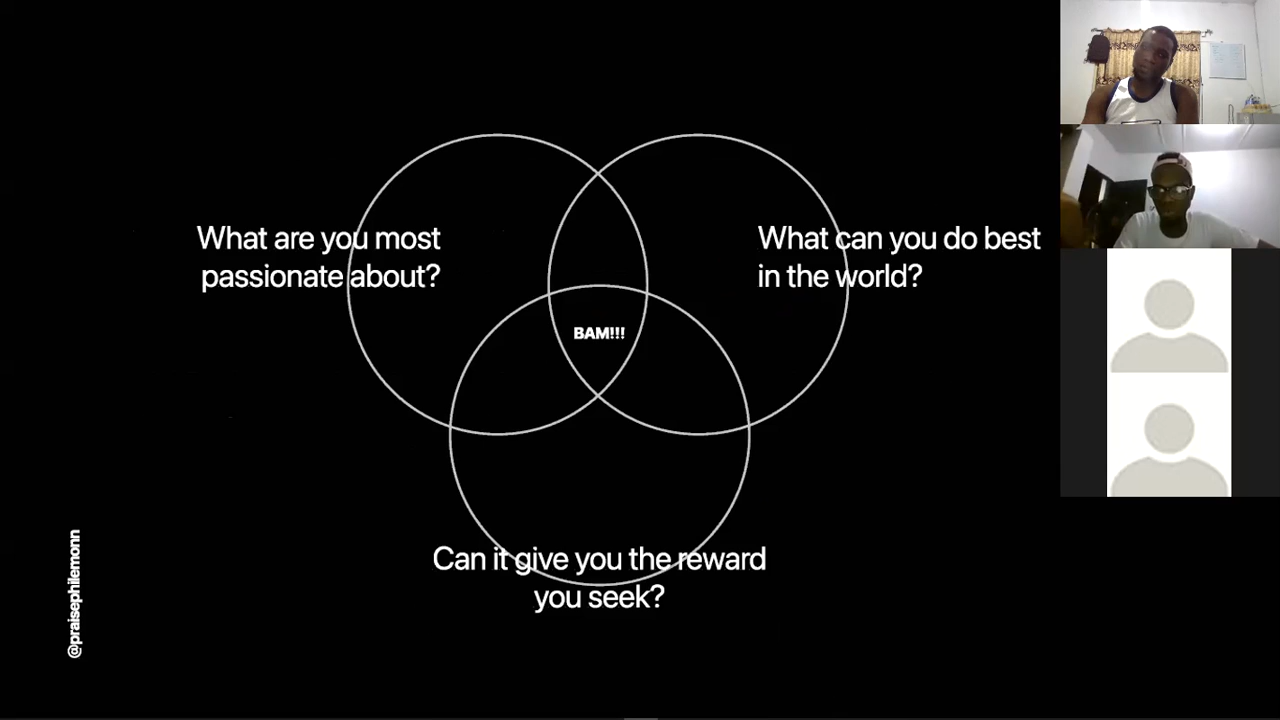 What are you most
passionate about?
What can you do best
in the world?
BAM!!!
Can it give you the reward
you seek?
@praisephilemonn